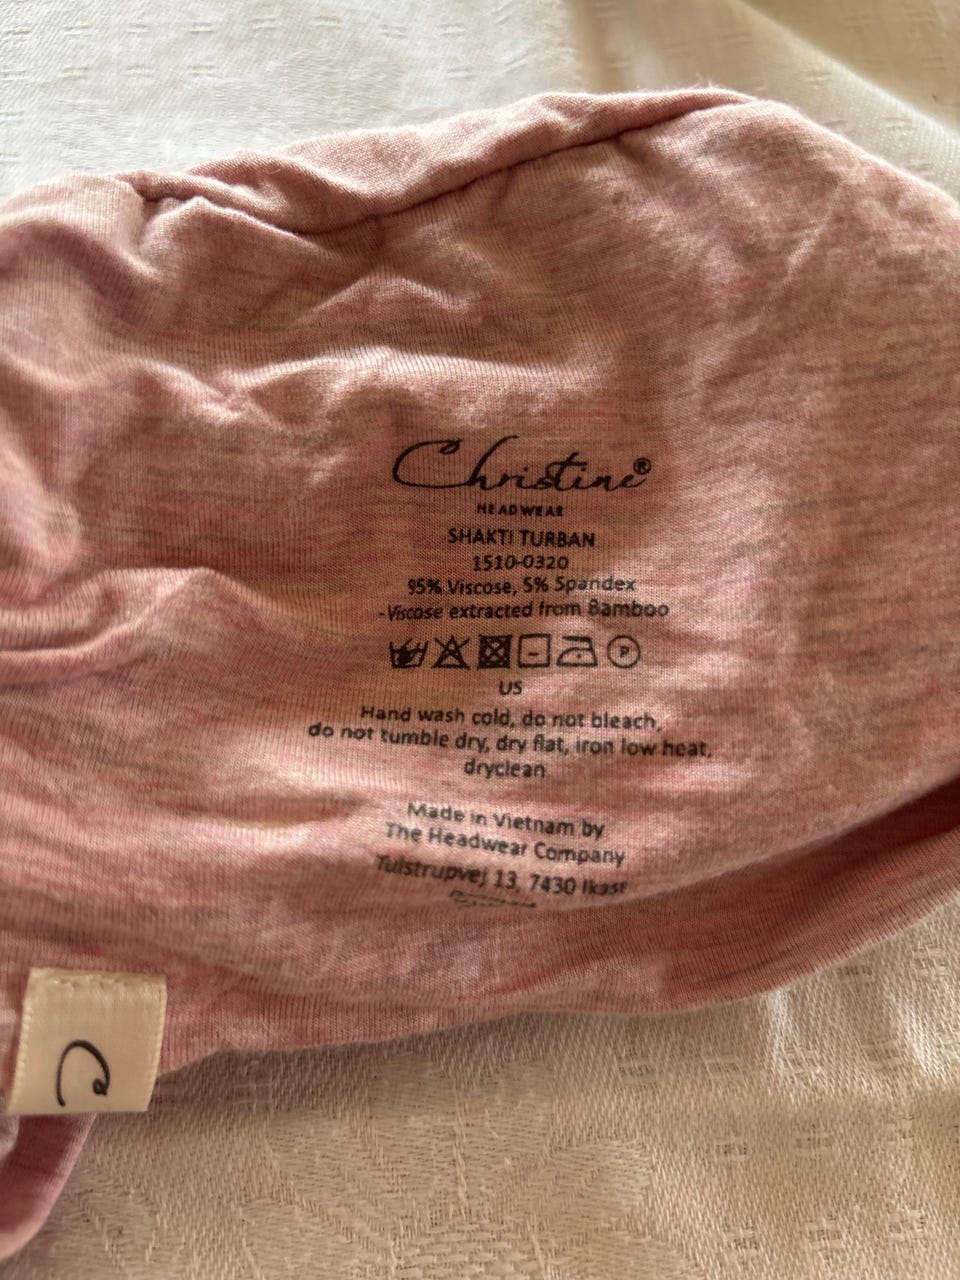 Christine®
HEADWEAR
SHAKTI TURBAN
1510-0320
95% Viscose, 5% Spandex
-Viscose extracted from Bamboo
P
US
Hand wash cold, do not bleach,
do not tumble dry, dry flat, iron low heat,
dryclean
Made in Vietnam by
The Headwear Company
Tulstrupvej 13, 7430 Ikast
C